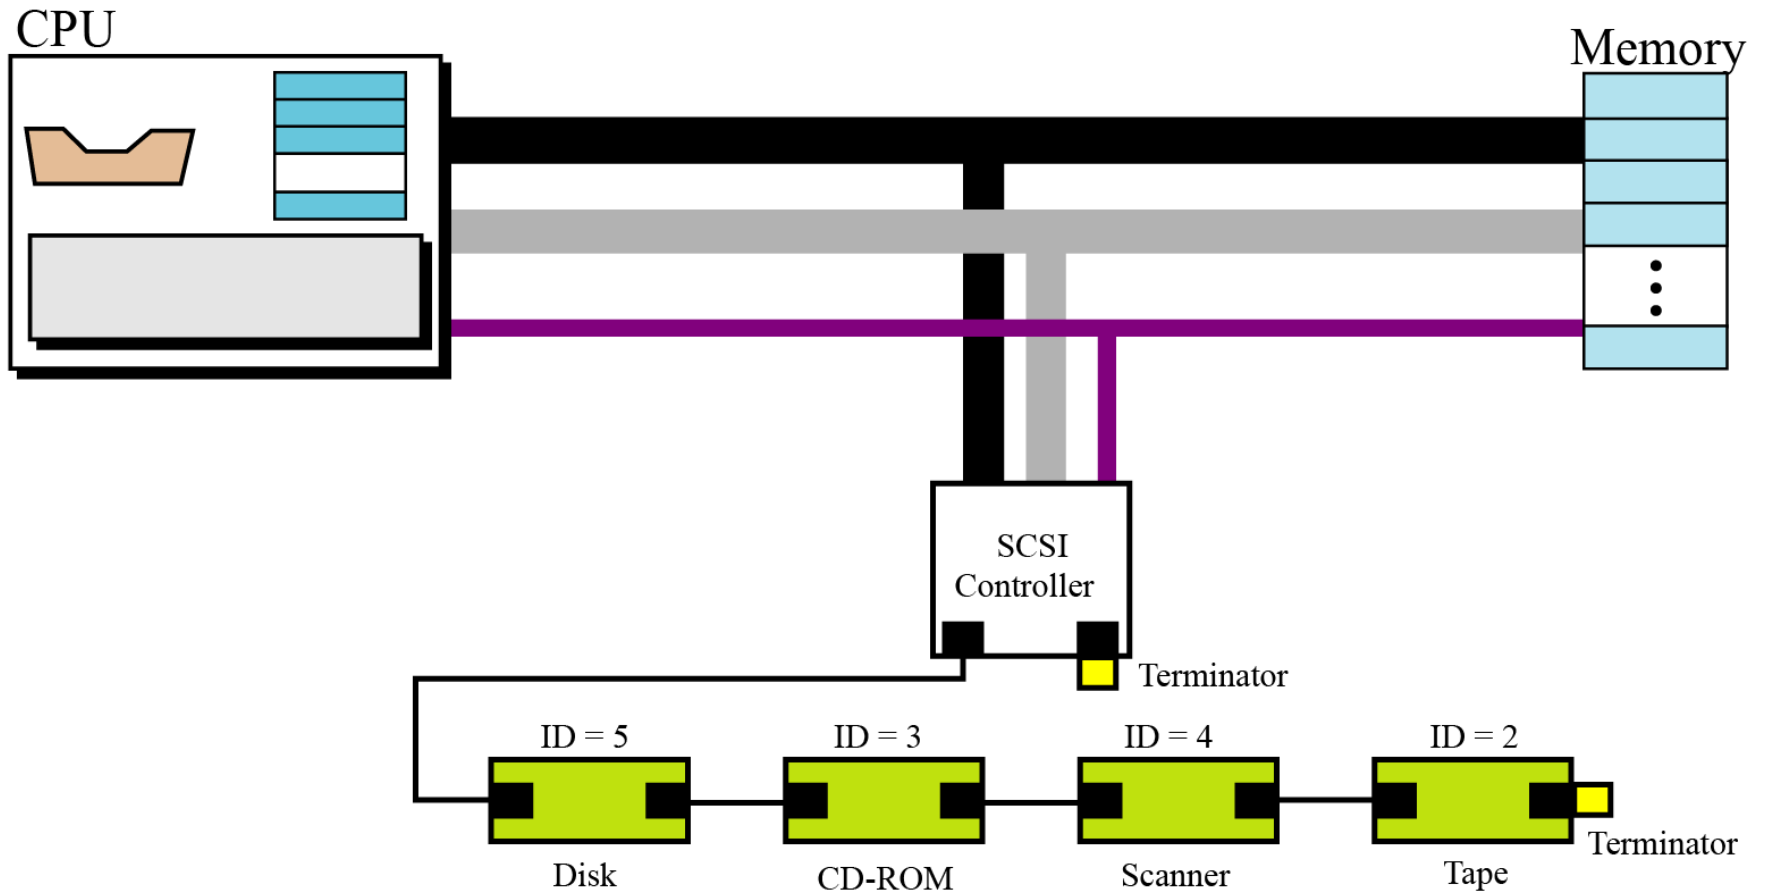 CPU
Memory
SCSI
Controller
Terminator
ID = 5
ID = 3
ID = 4
ID = 2
Terminator
Disk
CD-ROM
Scanner
Tape